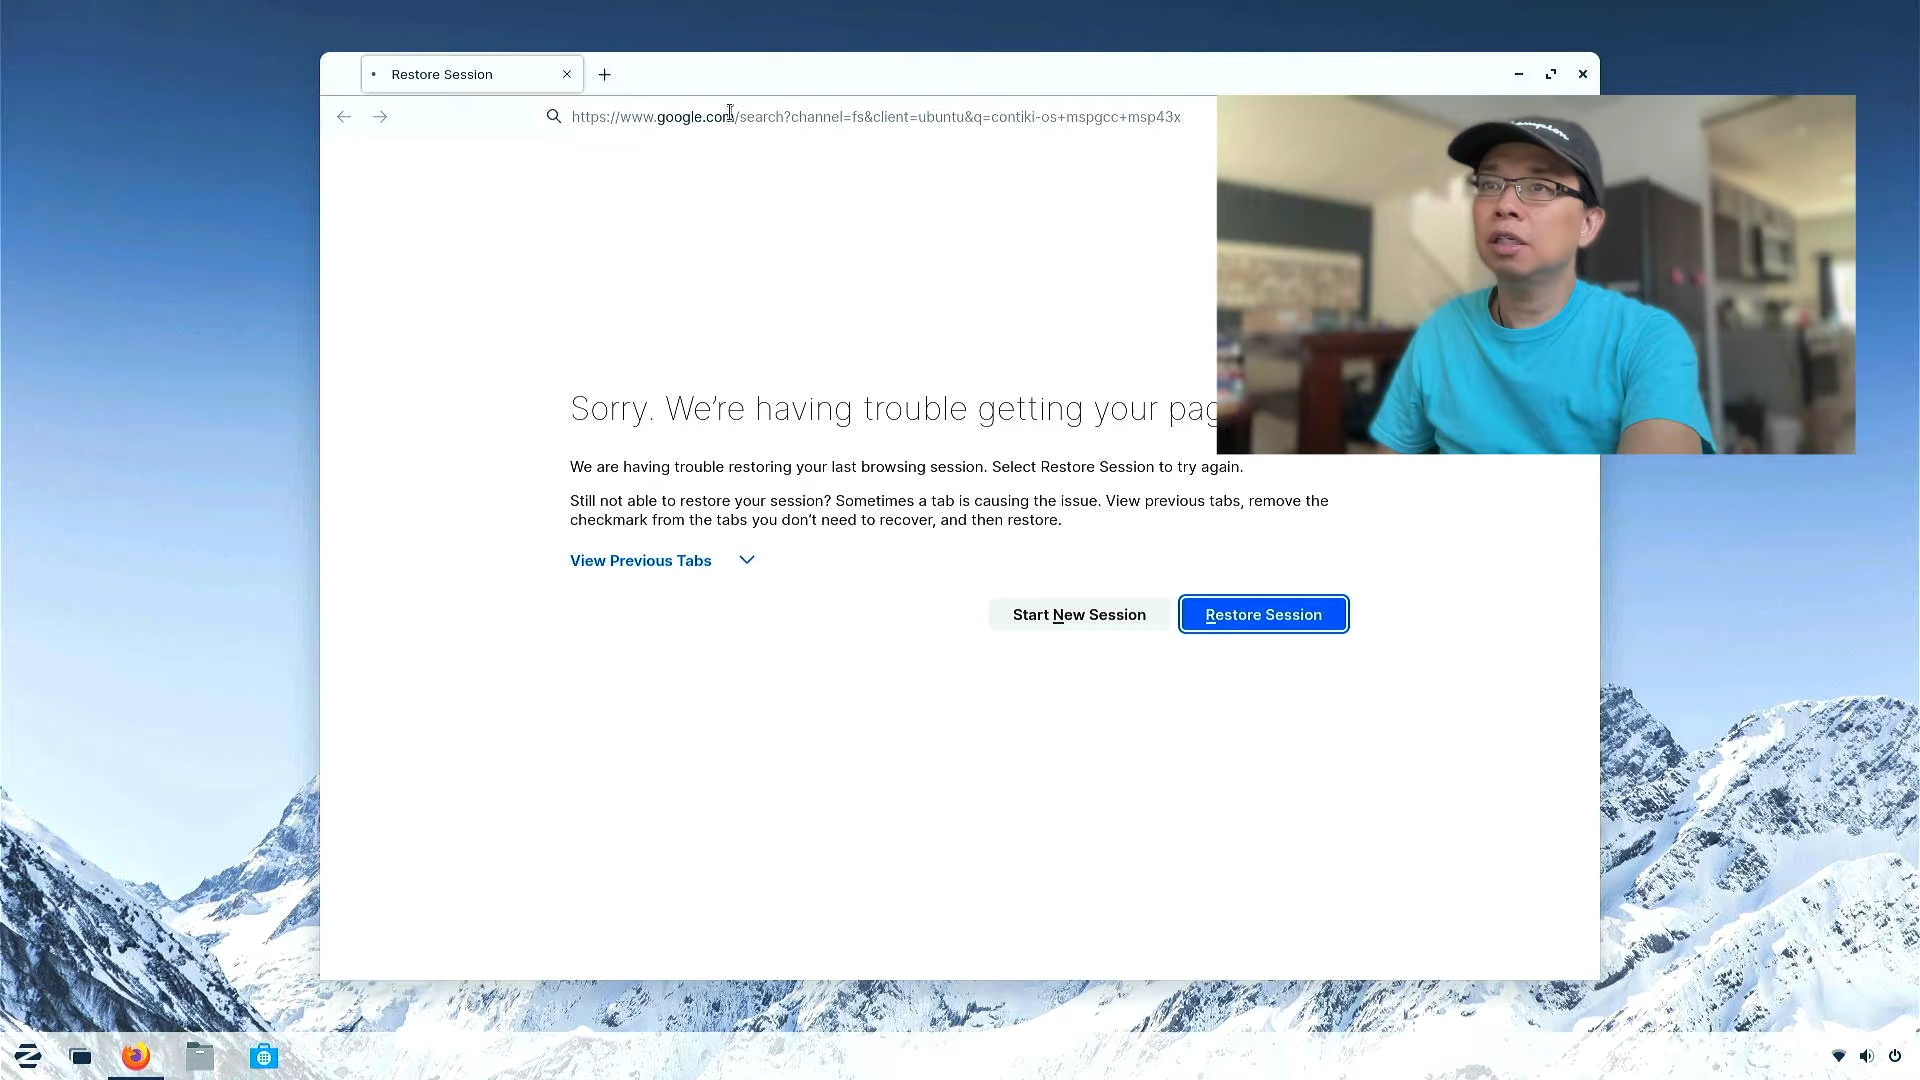 Restore Session
https://www.google.com/search?channel=fs&client=ubuntu&q=contiki-os+mspgcc+msp43x
Sorry. We’re having trouble getting your pag
We are having trouble restoring your last browsing session. Select Restore Session to try again.
Still not able to restore your session? Sometimes a tab is causing the issue. View previous tabs, remove the
checkmark from the tabs you don’t need to recover, and then restore.
View Previous Tabs
Start New Session
Restore Session